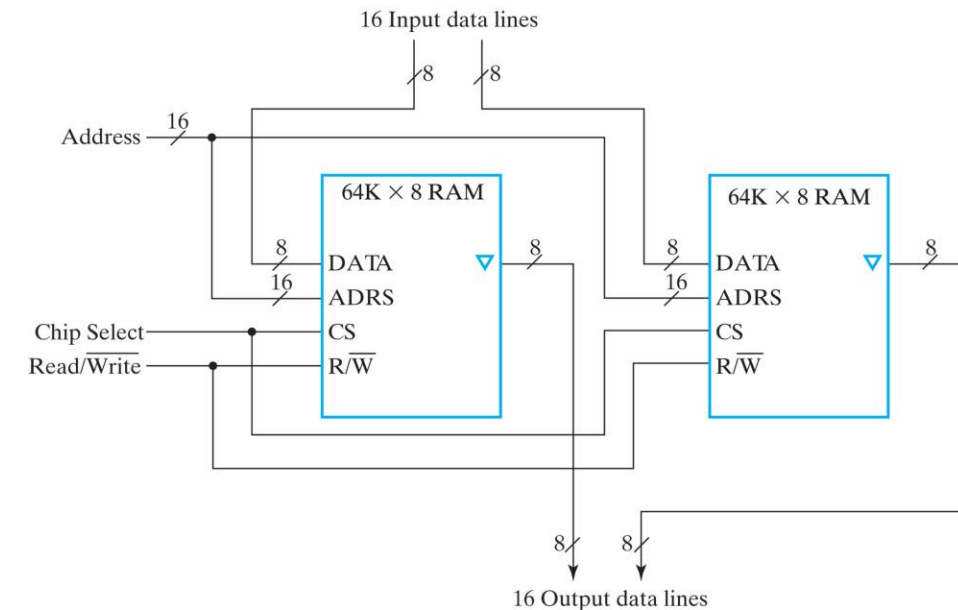 16 Input data lines
8 8
Address 16
64K × 8 RAM
8 DATA 8
16 ADRS
CS
R/W̅
64K × 8 RAM
8 DATA 8
16 ADRS
CS
R/W̅
Chip Select
Read/W̅r̅i̅t̅e̅
8 8
16 Output data lines